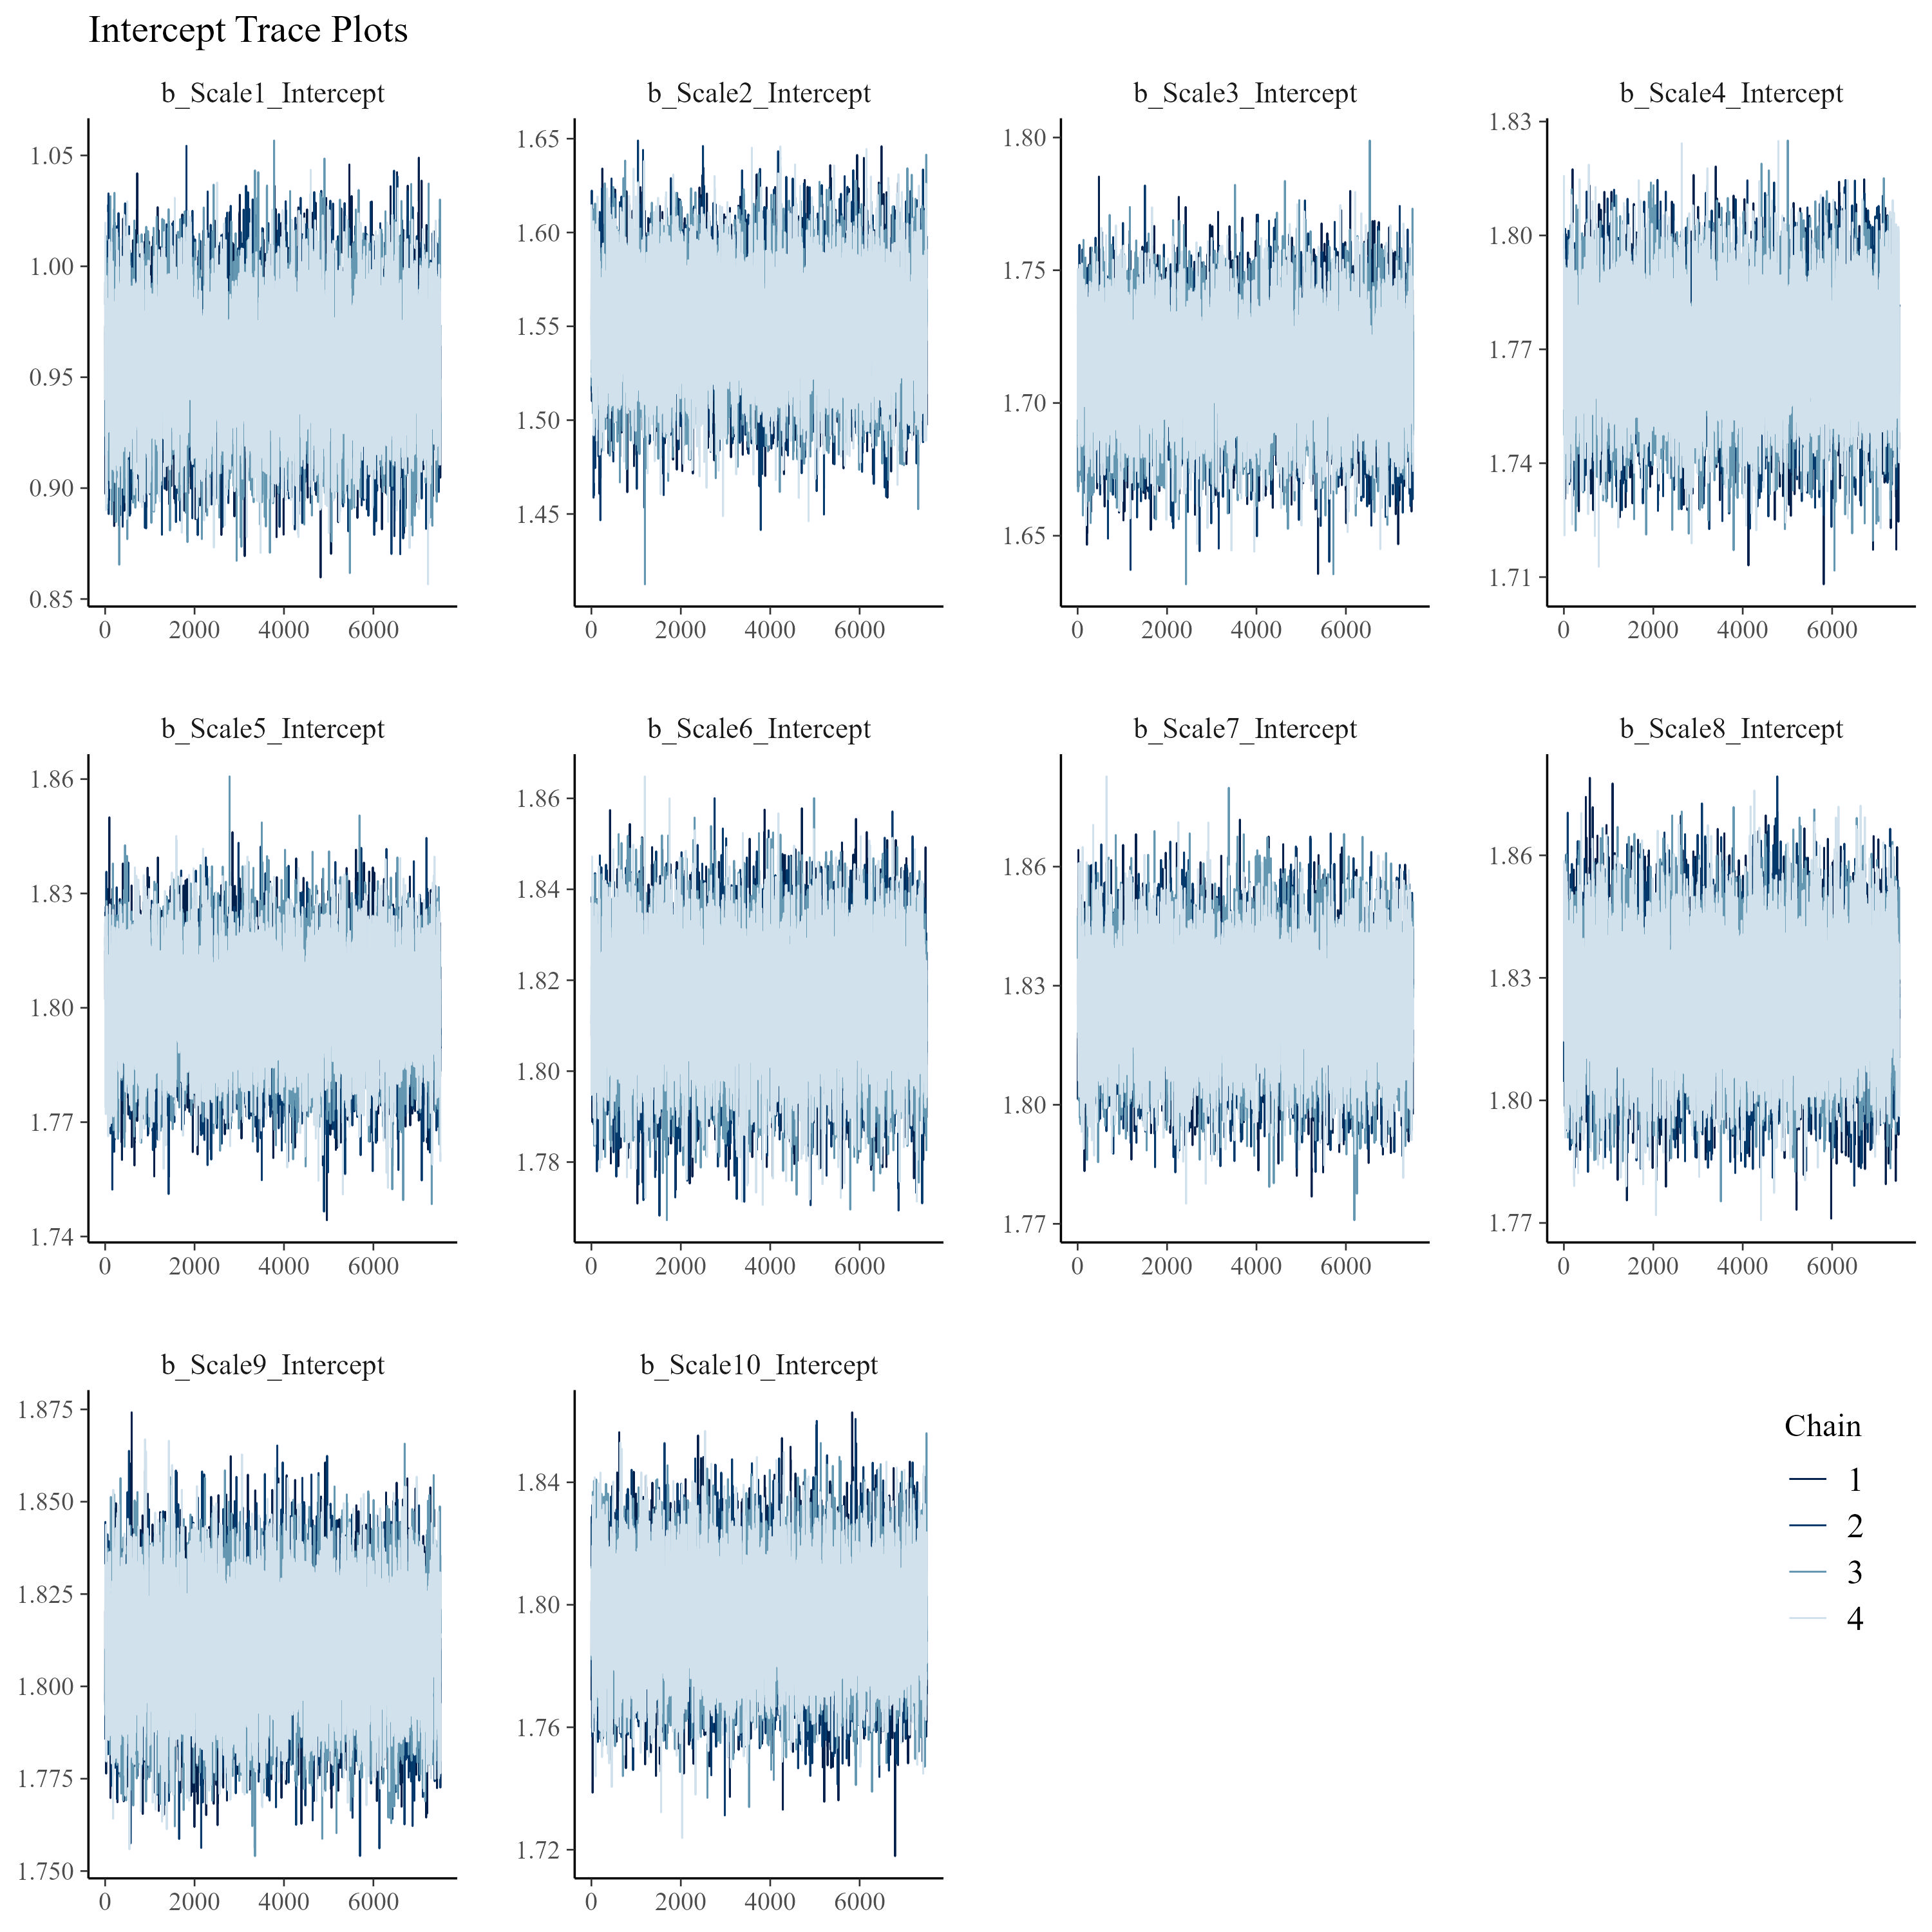 Intercept Trace Plots
b_Scale1_Intercept
b_Scale2_Intercept
b_Scale3_Intercept
b_Scale4_Intercept
1.05
1.00
0.95
0.90
0.85
0 2000 4000 6000
1.65
1.60
1.55
1.50
1.45
0 2000 4000 6000
1.80
1.75
1.70
1.65
0 2000 4000 6000
1.83
1.80
1.77
1.74
1.71
0 2000 4000 6000
b_Scale5_Intercept
b_Scale6_Intercept
b_Scale7_Intercept
b_Scale8_Intercept
1.86
1.83
1.80
1.77
1.74
0 2000 4000 6000
1.86
1.84
1.82
1.80
1.78
0 2000 4000 6000
1.86
1.83
1.80
1.77
0 2000 4000 6000
1.86
1.83
1.80
1.77
0 2000 4000 6000
b_Scale9_Intercept
b_Scale10_Intercept
1.875
1.850
1.825
1.800
1.775
1.750
0 2000 4000 6000
1.84
1.80
1.76
1.72
0 2000 4000 6000
Chain
1
2
3
4